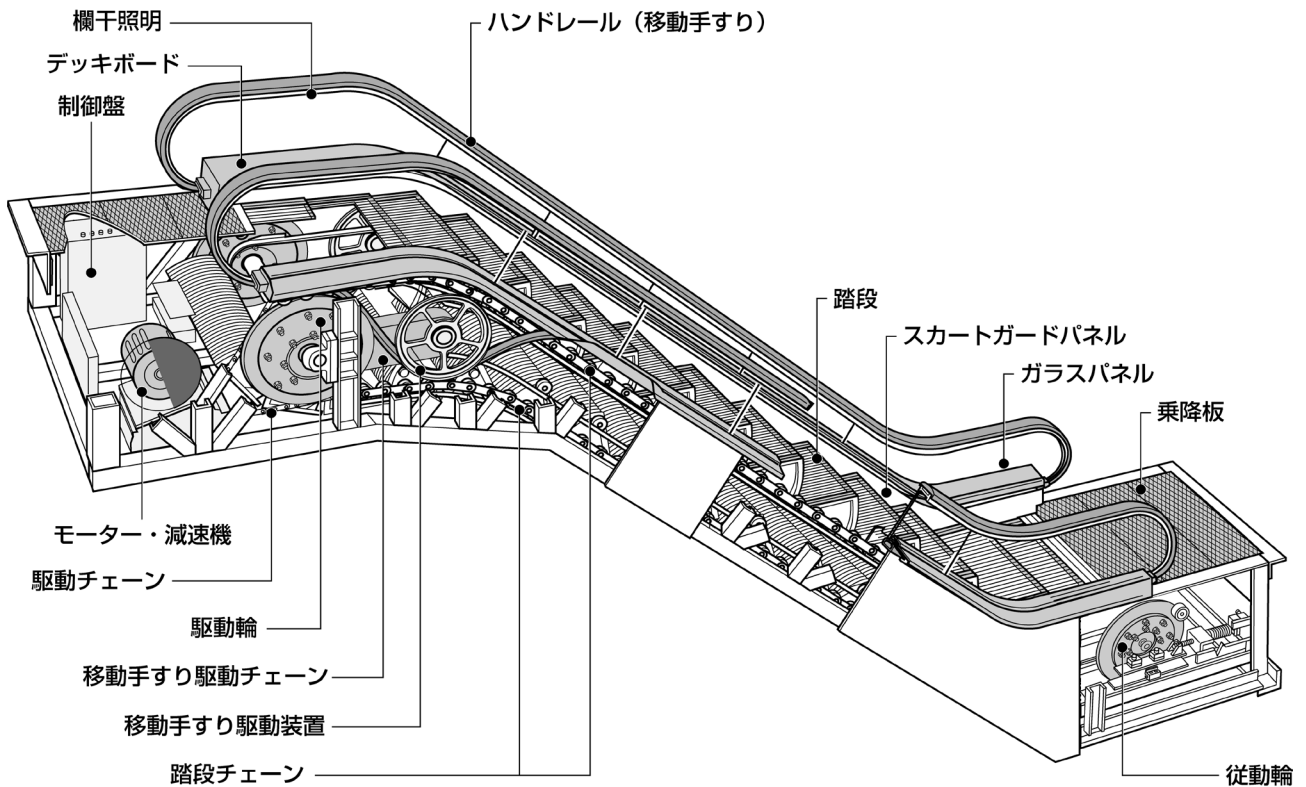 欄干照明
ハンドレール（移動手すり）
デッキボード
制御盤
踏段
スカートガードパネル
ガラスパネル
乗降板
モーター・減速機
駆動チェーン
駆動輪
移動手すり駆動チェーン
移動手すり駆動装置
踏段チェーン
従動輪